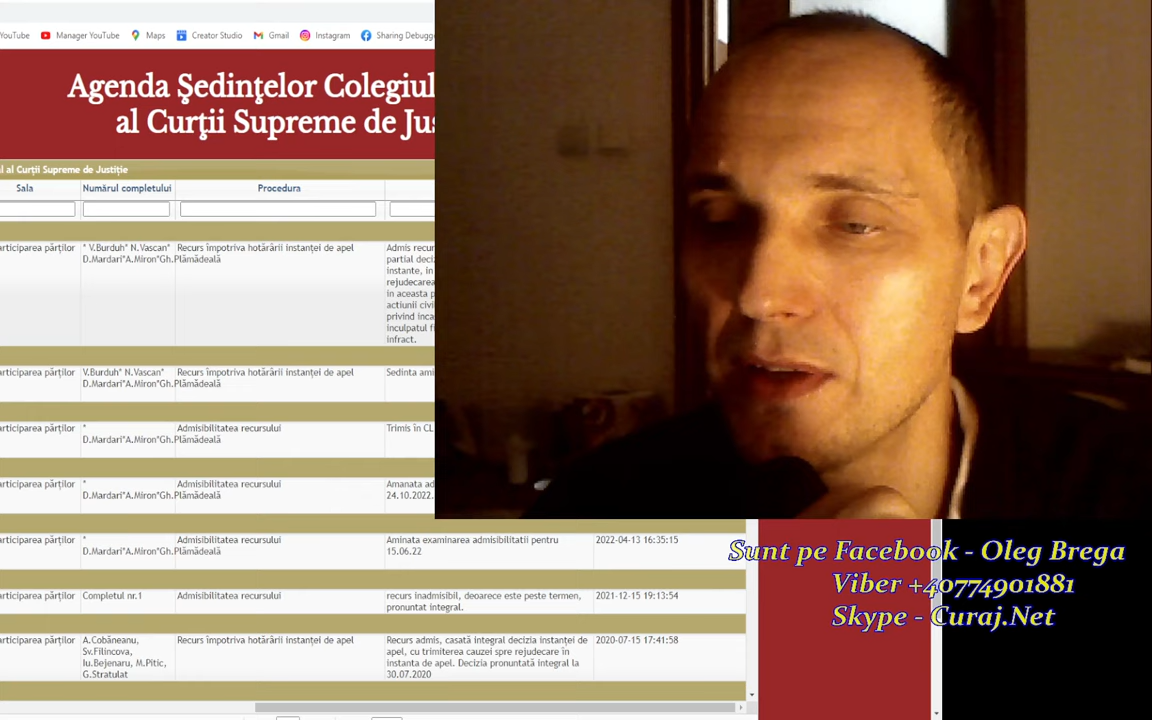 YouTube Manager YouTube Maps Creator Studio Gmail Instagram Sharing Debugge
Agenda Şedinţelor Colegiul
al Curţii Supreme de Jus
al al Curţii Supreme de Justiţie
Sala Numărul completului Procedura
articiparea părţilor * V.Burduh* N.Vascan* Recurs împotriva hotărârii instanţei de apel Admis recur
D.Mardari*A.Miron*Gh.Plămădeală partial deci
instante, in
rejudecarea
in aceasta p
actiunii civi
privind inca
inculpatul f
infract.
articiparea părţilor V.Burduh* N.Vascan* Recurs împotriva hotărârii instanţei de apel Sedinta ami
D.Mardari*A.Miron*Gh.Plămădeală
articiparea părţilor * Admisibilitatea recursului Trimis în CL
D.Mardari*A.Miron*Gh.Plămădeală
articiparea părţilor * Admisibilitatea recursului Amanata ad
D.Mardari*A.Miron*Gh.Plămădeală 24.10.2022.
articiparea părţilor * Admisibilitatea recursului Aminata examinarea admisibilitatii pentru 2022-04-13 16:35:15
D.Mardari*A.Miron*Gh.Plămădeală 15.06.22
articiparea părţilor Completul nr.1 Admisibilitatea recursului recurs inadmisibil, deoarece este peste termen, 2021-12-15 19:13:54
pronuntat integral.
articiparea părţilor A.Cobăneanu, Recurs împotriva hotărârii instanţei de apel Recurs admis, casată integral decizia instanţei de 2020-07-15 17:41:58
Sv.Filincova, apel, cu trimiterea cauzei spre rejudecare în
Iu.Bejenaru, M.Pitic, instanta de apel. Decizia pronunţată integral la
G.Stratulat 30.07.2020
Sunt pe Facebook - Oleg Brega
Viber +40774901881
Skype - Curaj.Net